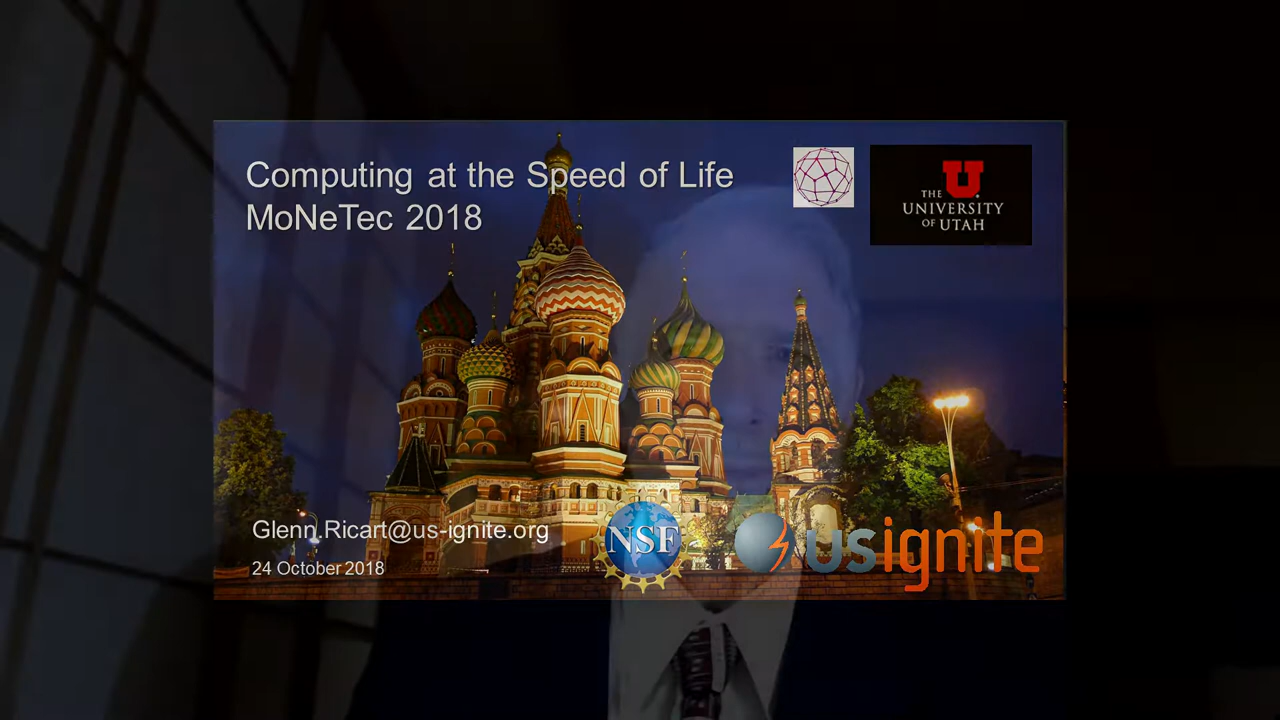 Computing at the Speed of Life
MoNeTec 2018
THE
UNIVERSITY
OF UTAH
Glenn.Ricart@us-ignite.org
24 October 2018
NSF
usignite